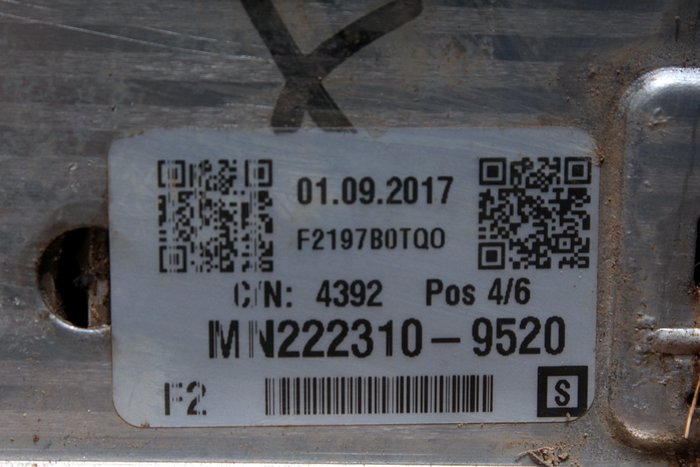 X
01.09.2017
F2197B0TQO
C/N: 4392 Pos 4/6
MN222310-9520
F2
S